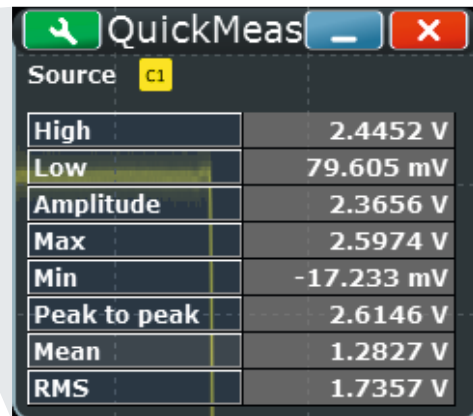 QuickMeas
Source C1
High 2.4452 V
Low 79.605 mV
Amplitude 2.3656 V
Max 2.5974 V
Min -17.233 mV
Peak to peak 2.6146 V
Mean 1.2827 V
RMS 1.7357 V